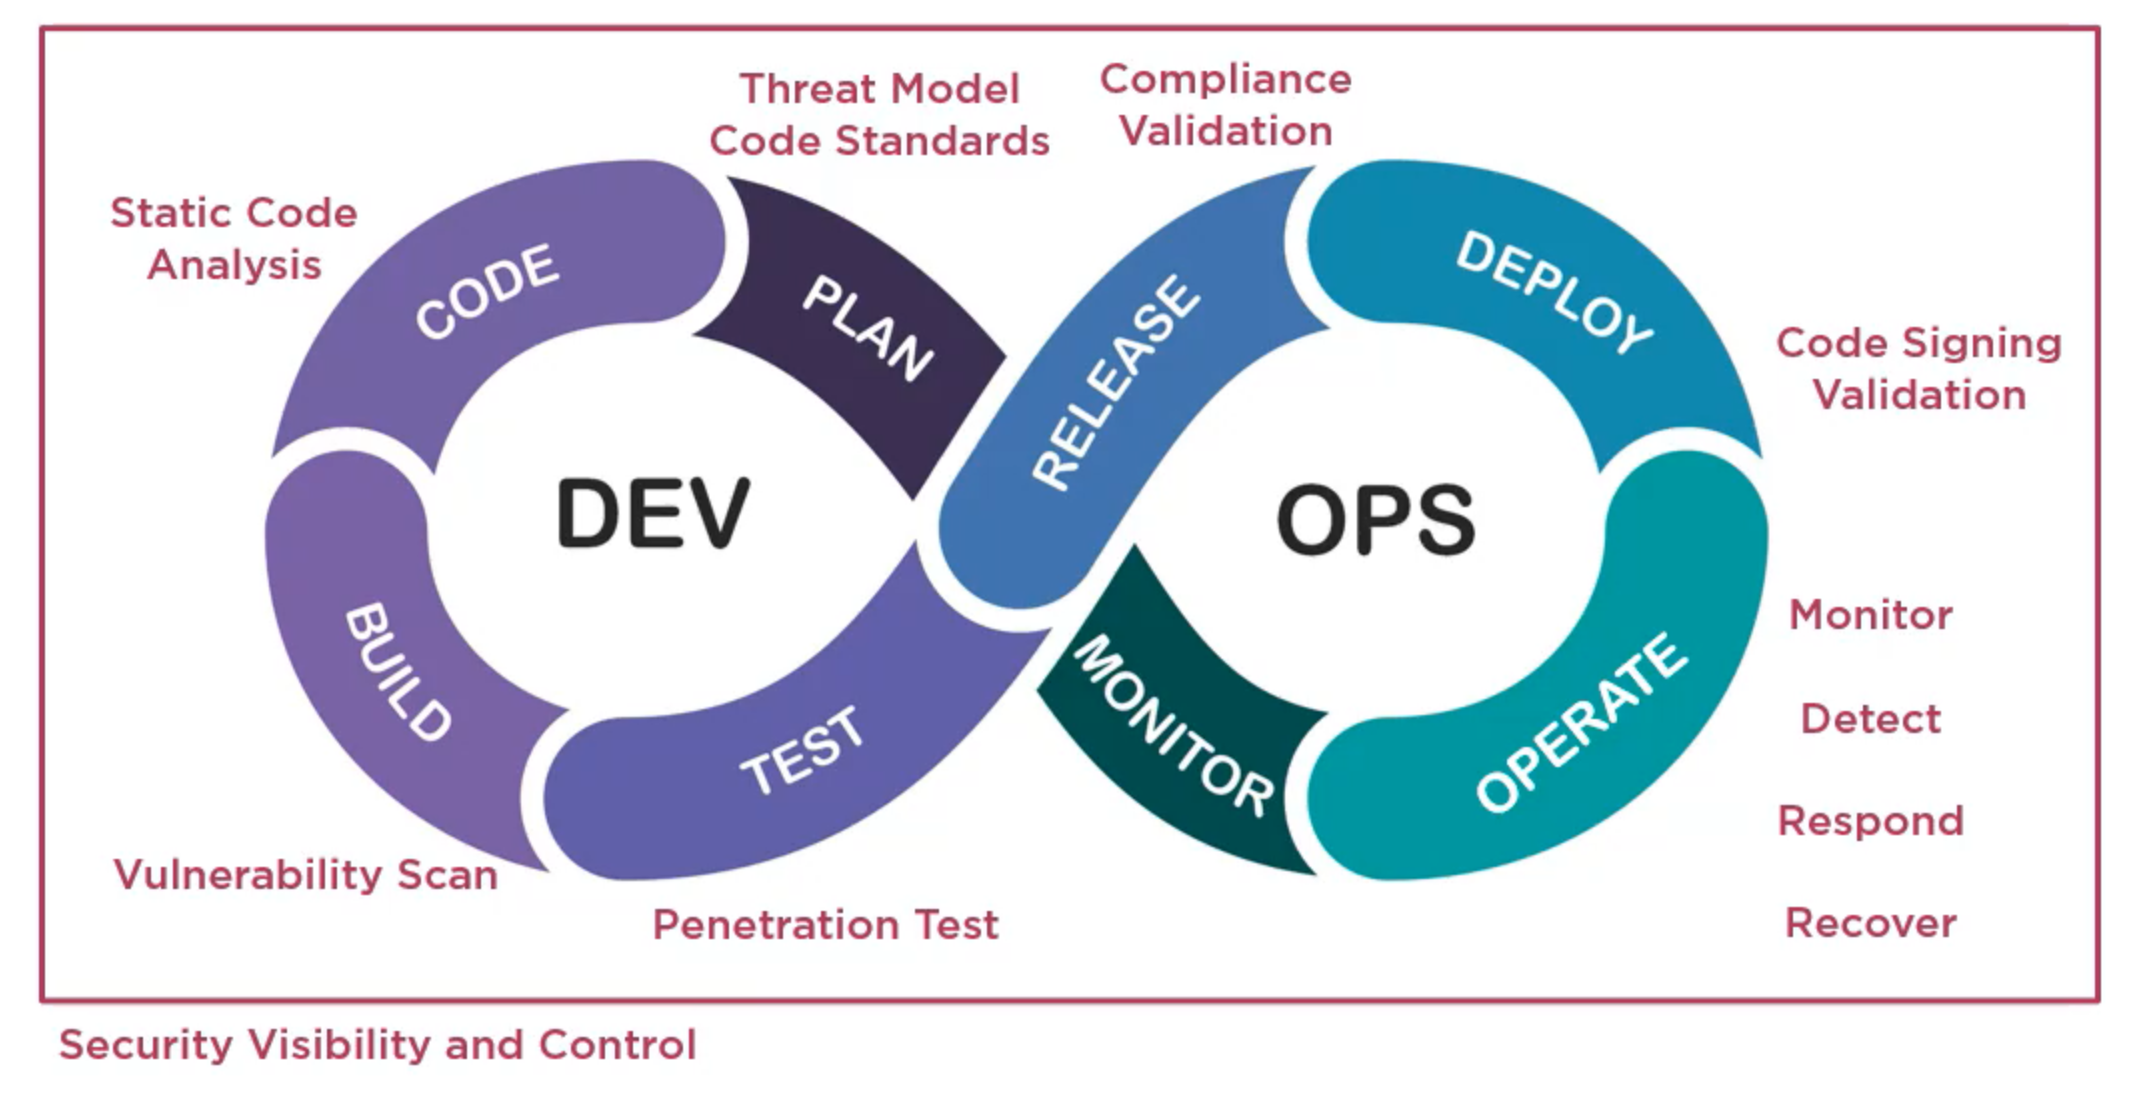 Threat Model
Code Standards
Compliance
Validation
Static Code
Analysis
CODE
PLAN
RELEASE
DEPLOY
Code Signing
Validation
DEV
OPS
BUILD
TEST
MONITOR
OPERATE
Monitor
Detect
Respond
Recover
Vulnerability Scan
Penetration Test
Security Visibility and Control